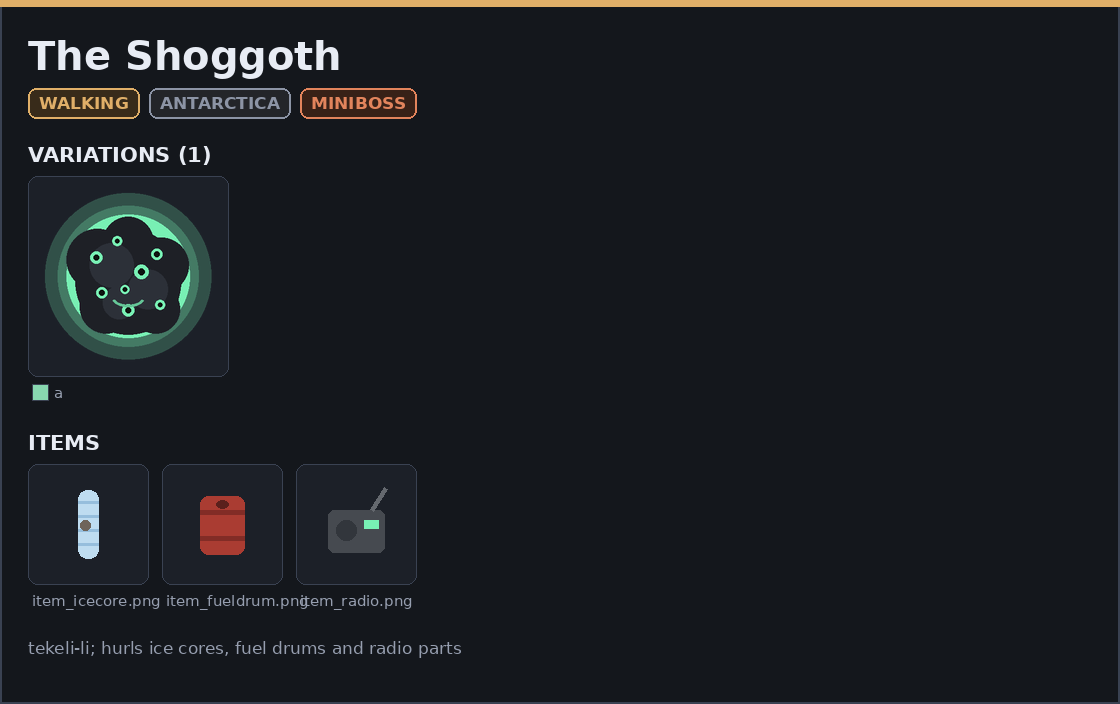 The Shoggoth
WALKING ANTARCTICA MINIBOSS
VARIATIONS (1)
a
ITEMS
item_icecore.png item_fueldrum.png item_radio.png
tekeli-li; hurls ice cores, fuel drums and radio parts